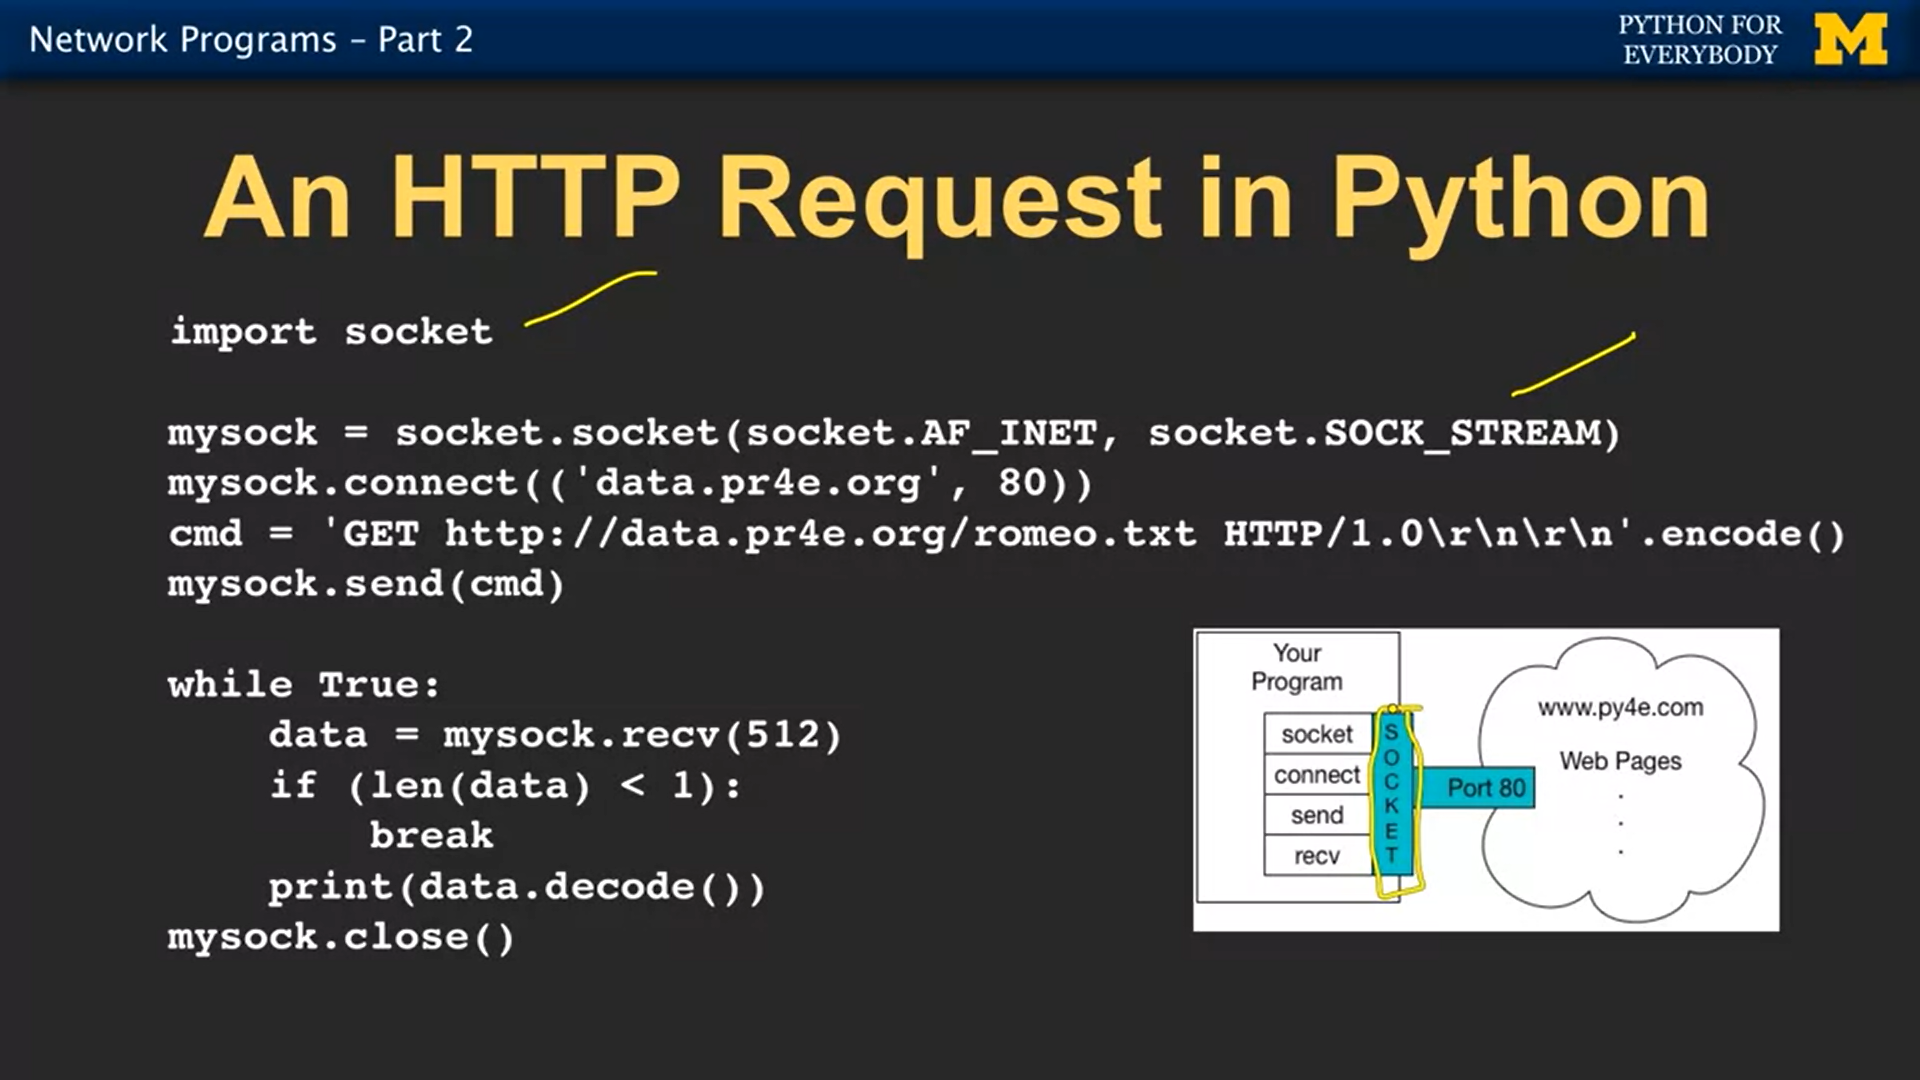 Network Programs – Part 2
PYTHON FOR
EVERYBODY
M
An HTTP Request in Python
import socket
mysock = socket.socket(socket.AF_INET, socket.SOCK_STREAM)
mysock.connect(('data.pr4e.org', 80))
cmd = 'GET http://data.pr4e.org/romeo.txt HTTP/1.0\r\n\r\n'.encode()
mysock.send(cmd)
while True:
    data = mysock.recv(512)
    if (len(data) < 1):
        break
    print(data.decode())
mysock.close()
Your
Program
socket
connect
send
recv
SOCKET
Port 80
www.py4e.com
Web Pages
.
.
.